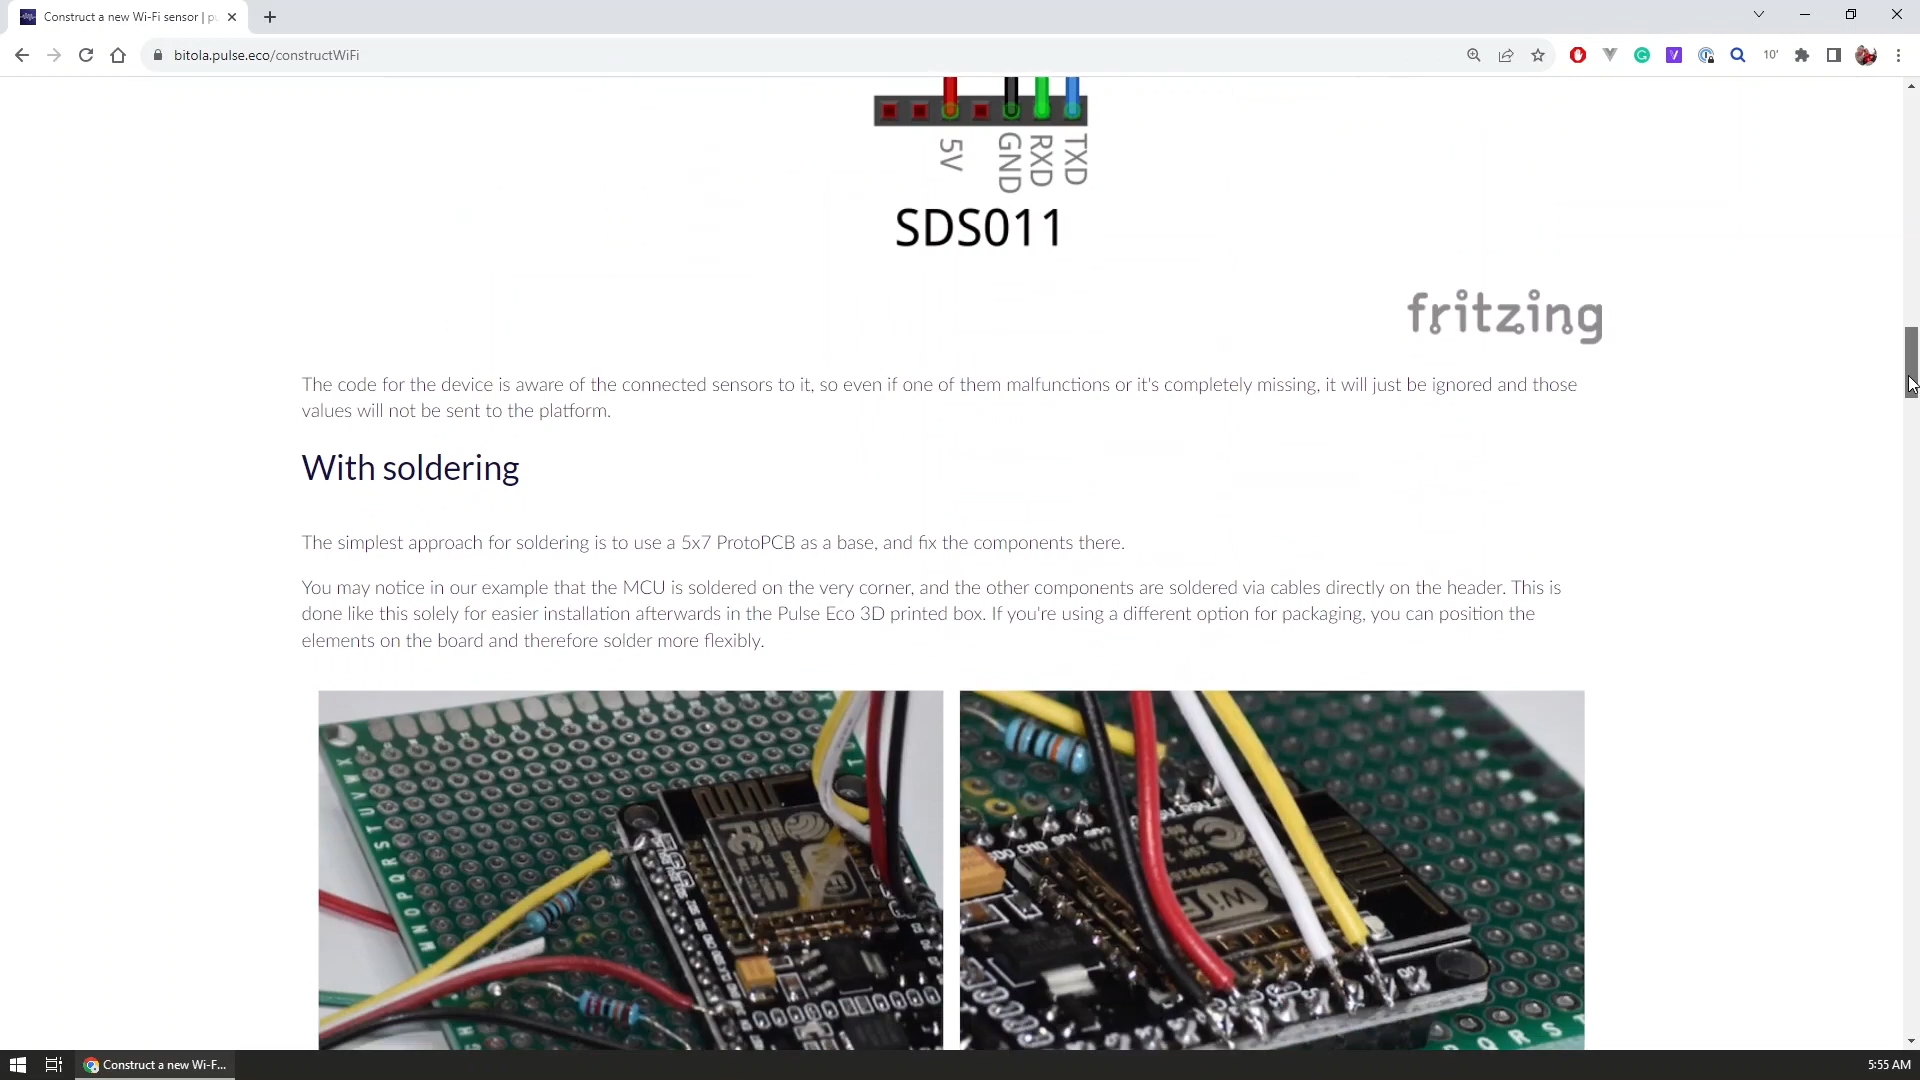 Construct a new Wi-Fi sensor | pu
bitola.pulse.eco/constructWiFi
10'
5V
GND
RXD
TXD
SDS011
fritzing
The code for the device is aware of the connected sensors to it, so even if one of them malfunctions or it's completely missing, it will just be ignored and those
values will not be sent to the platform.
With soldering
The simplest approach for soldering is to use a 5x7 ProtoPCB as a base, and fix the components there.
You may notice in our example that the MCU is soldered on the very corner, and the other components are soldered via cables directly on the header. This is
done like this solely for easier installation afterwards in the Pulse Eco 3D printed box. If you're using a different option for packaging, you can position the
elements on the board and therefore solder more flexibly.
WiFi
Construct a new Wi-F...
5:55 AM